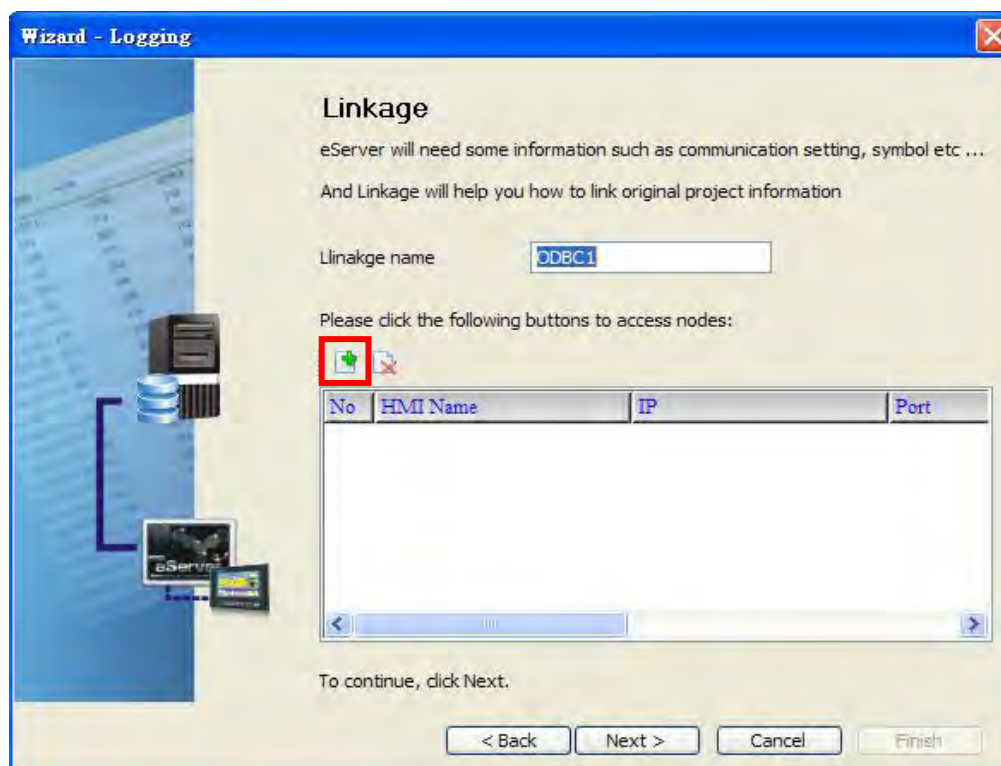 Wizard - Logging
Linkage
eServer will need some information such as communication setting, symbol etc ...
And Linkage will help you how to link original project information
Llinakge name
ODBC1
Please click the following buttons to access nodes:
No HMI Name IP Port
eServer
To continue, click Next.
< Back Next > Cancel Finish